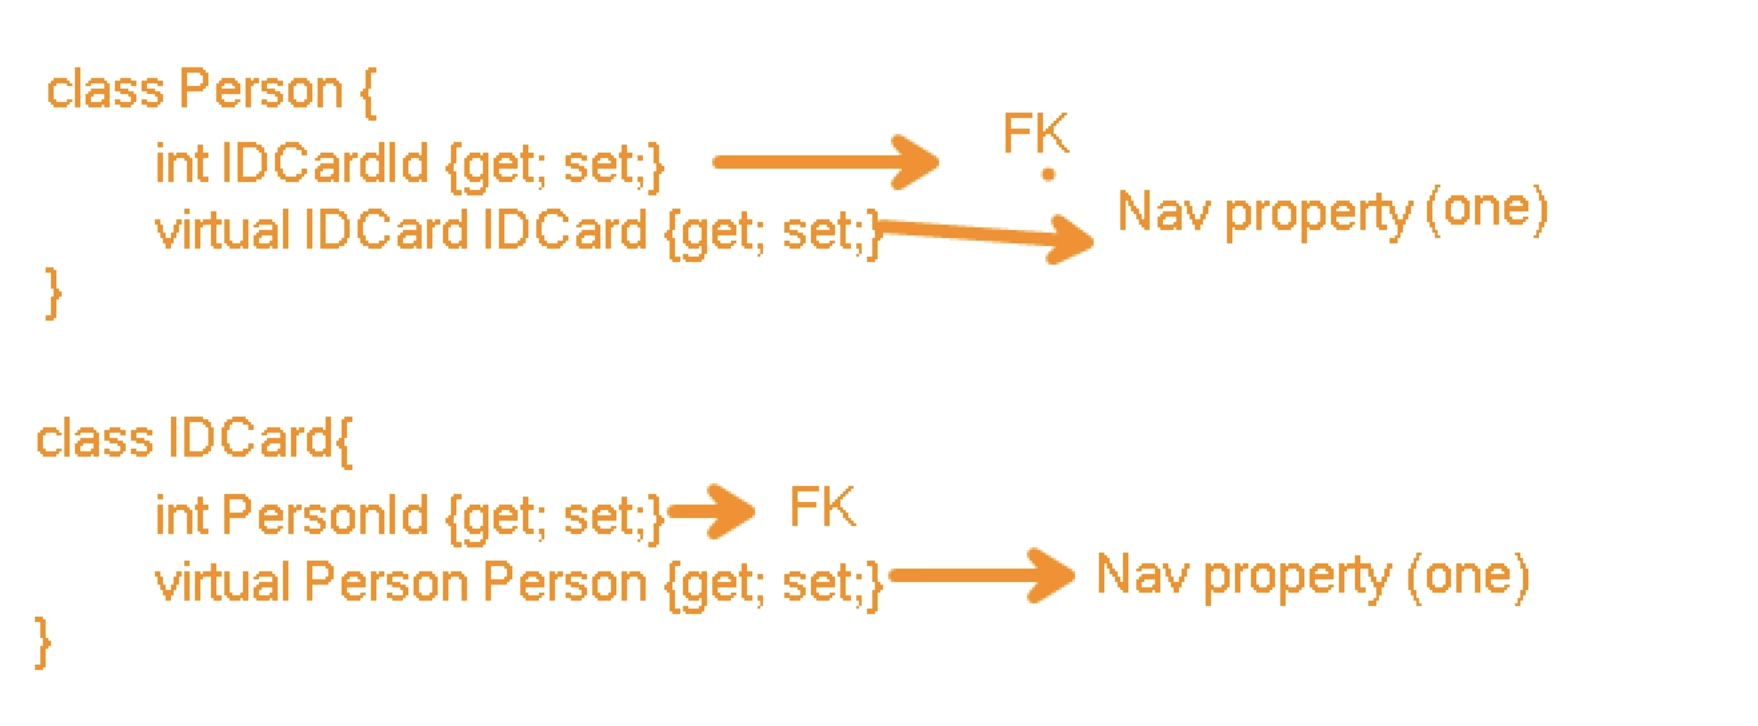 class Person {
int IDCardId {get; set;} FK
virtual IDCard IDCard {get; set;} Nav property (one)
}
class IDCard{
int PersonId {get; set;} FK
virtual Person Person {get; set;} Nav property (one)
}